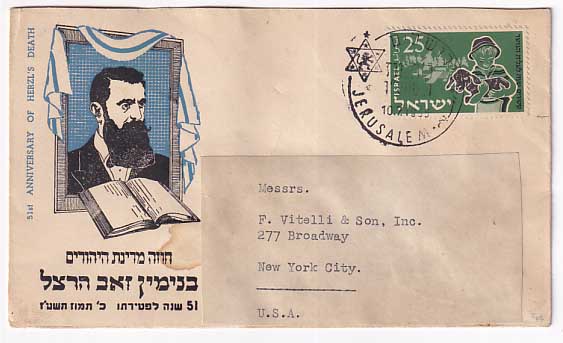 51st ANNIVERSARY OF HERZL'S DEATH
חוזה מדינת היהודים
בנימין זאב הרצל
51 שנה לפטירתו כ' תמוז תשט"ו
25
ISRAEL
ישראל
JERUSALEM
Messrs.
F. Vitelli & Son, Inc.
277 Broadway
New York City.
U.S.A.